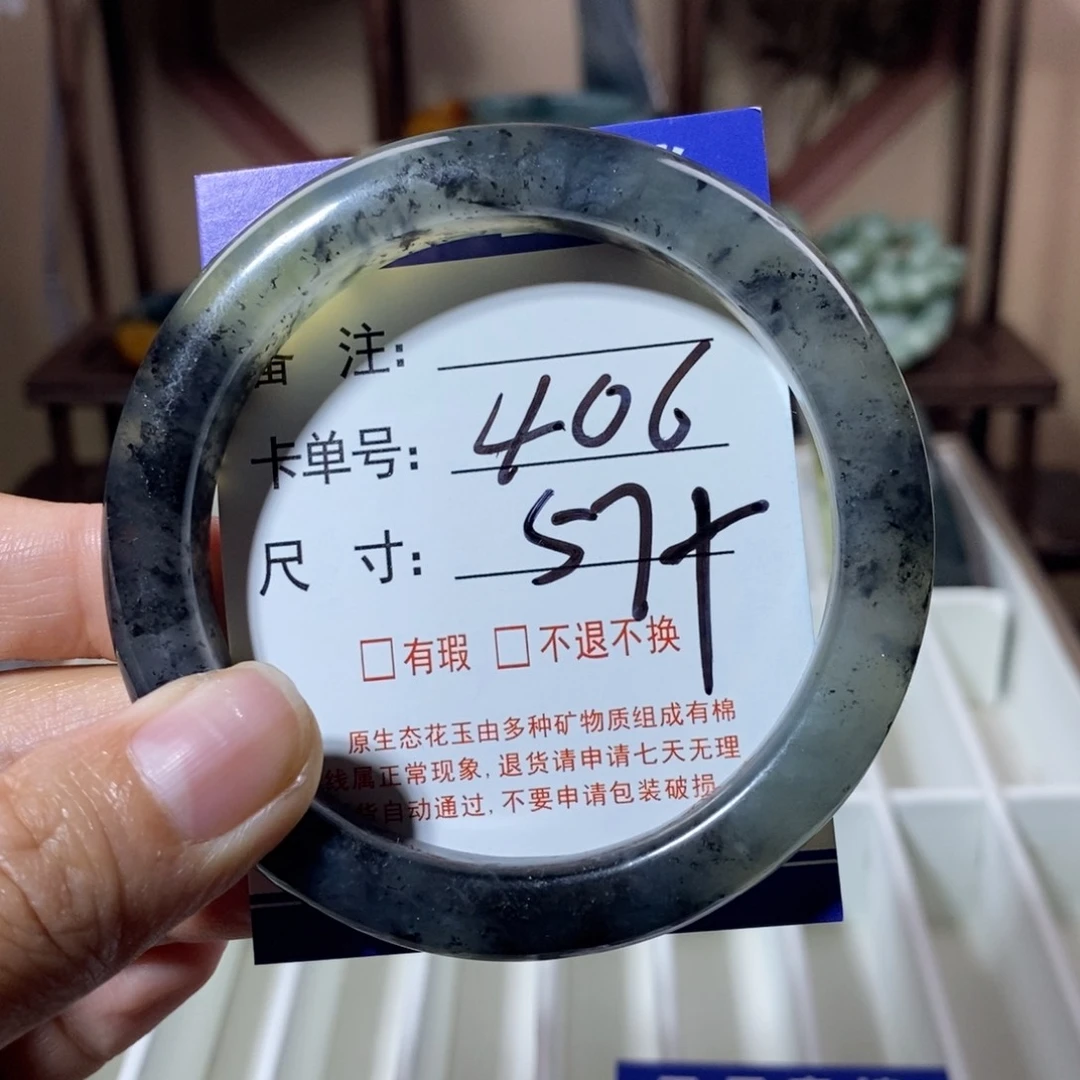 备 注:
卡单号: 406
尺 寸: 57+
□有瑕 □不退不换
原生态花玉由多种矿物质组成有棉
线属正常现象, 退货请申请七天无理
货自动通过, 不要申请包装破损